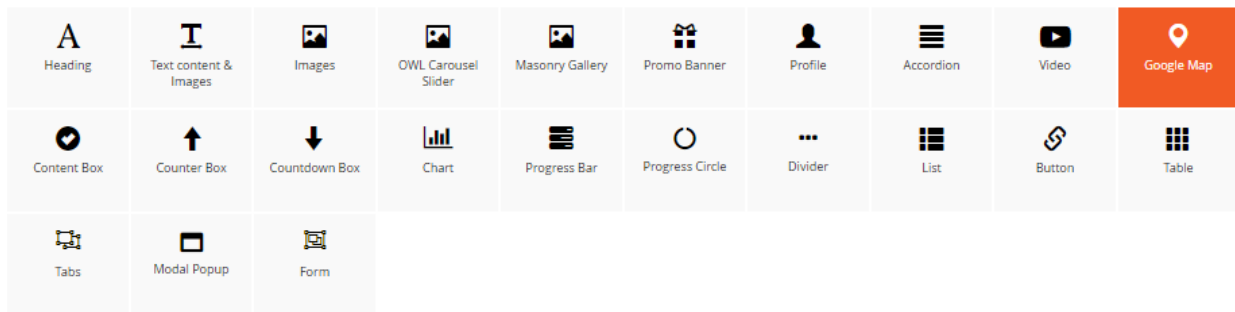 Heading
Text content &
Images
Images
OWL Carousel
Slider
Masonry Gallery
Promo Banner
Profile
Accordion
Video
Google Map
Content Box
Counter Box
Countdown Box
Chart
Progress Bar
Progress Circle
Divider
List
Button
Table
Tabs
Modal Popup
Form